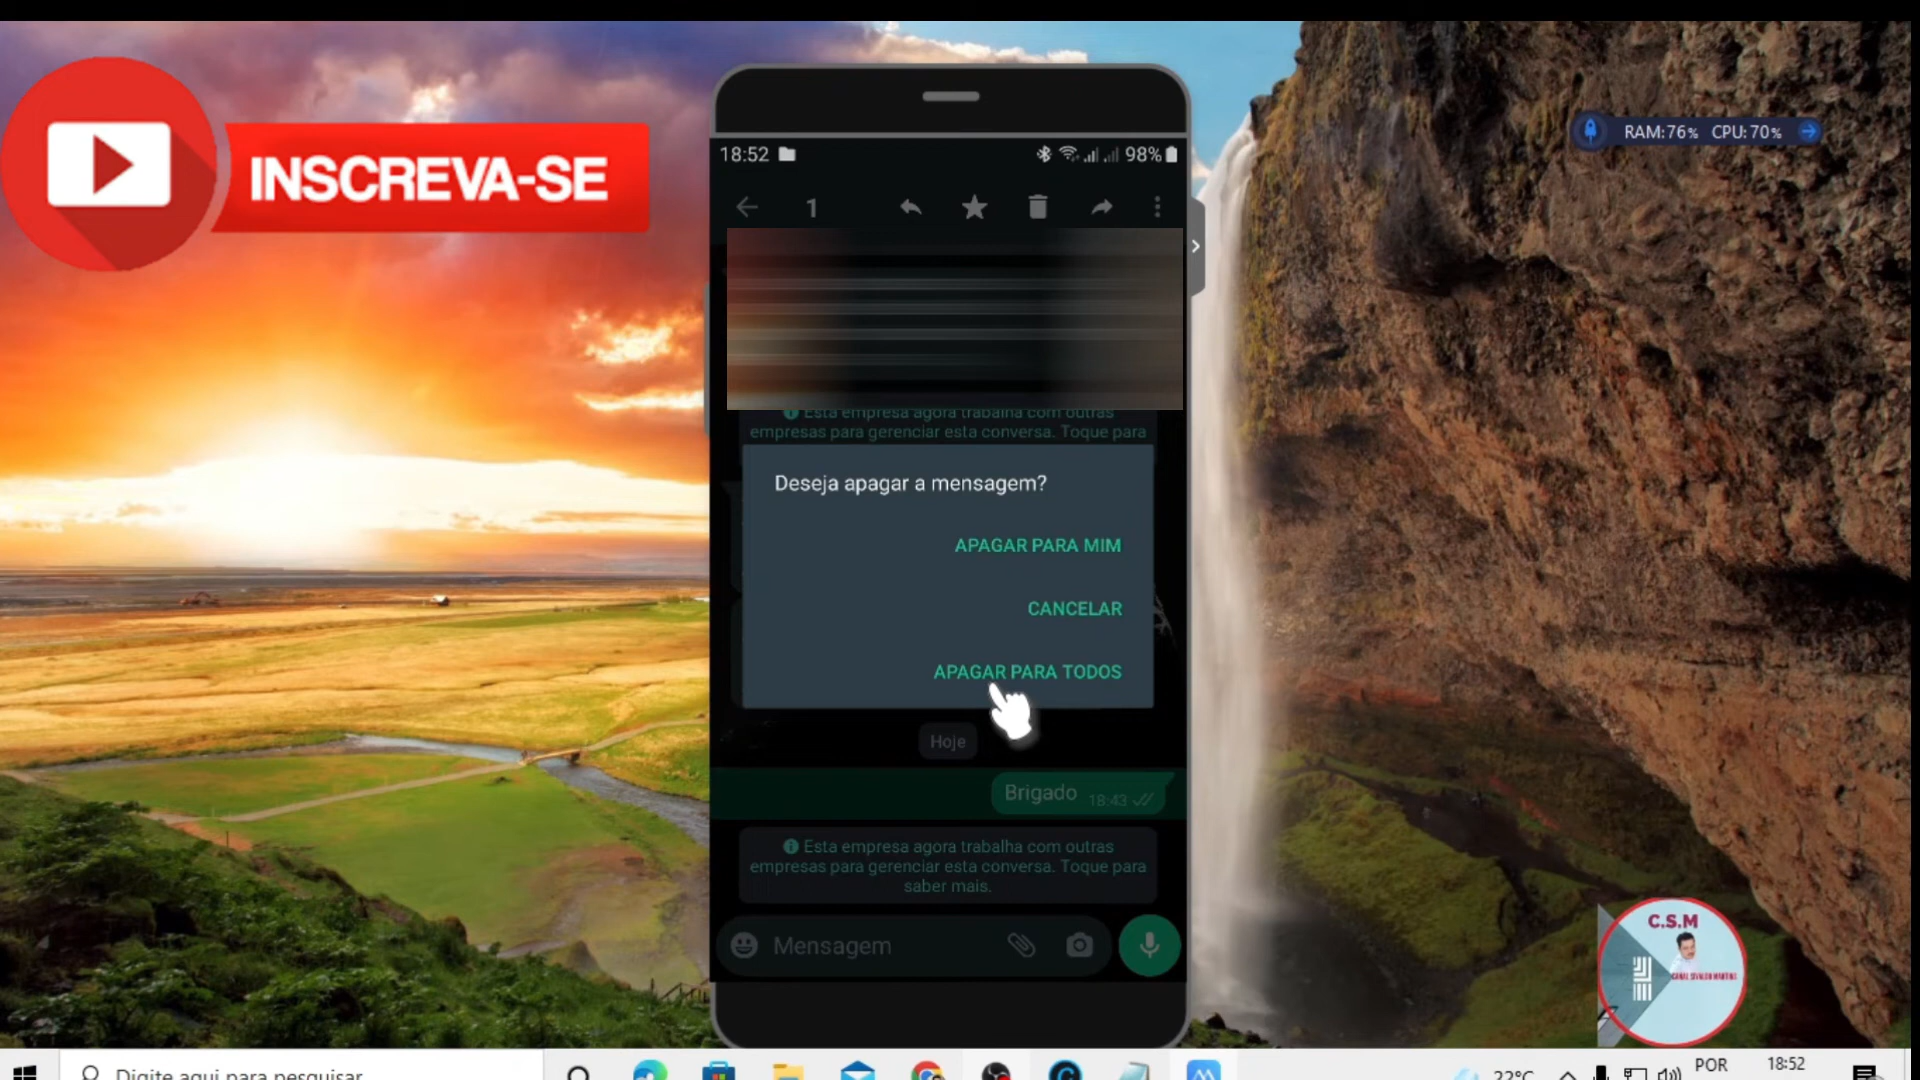 INSCREVA-SE
RAM:76% CPU:70%
18:52
98%
1
Esta empresa agora trabalha com outras
empresas para gerenciar esta conversa. Toque para
Deseja apagar a mensagem?
APAGAR PARA MIM
CANCELAR
APAGAR PARA TODOS
Hoje
Brigado 18:43
Esta empresa agora trabalha com outras
empresas para gerenciar esta conversa. Toque para
saber mais.
Mensagem
C.S.M
Digite aqui para pesquisar
22°C
POR
18:52